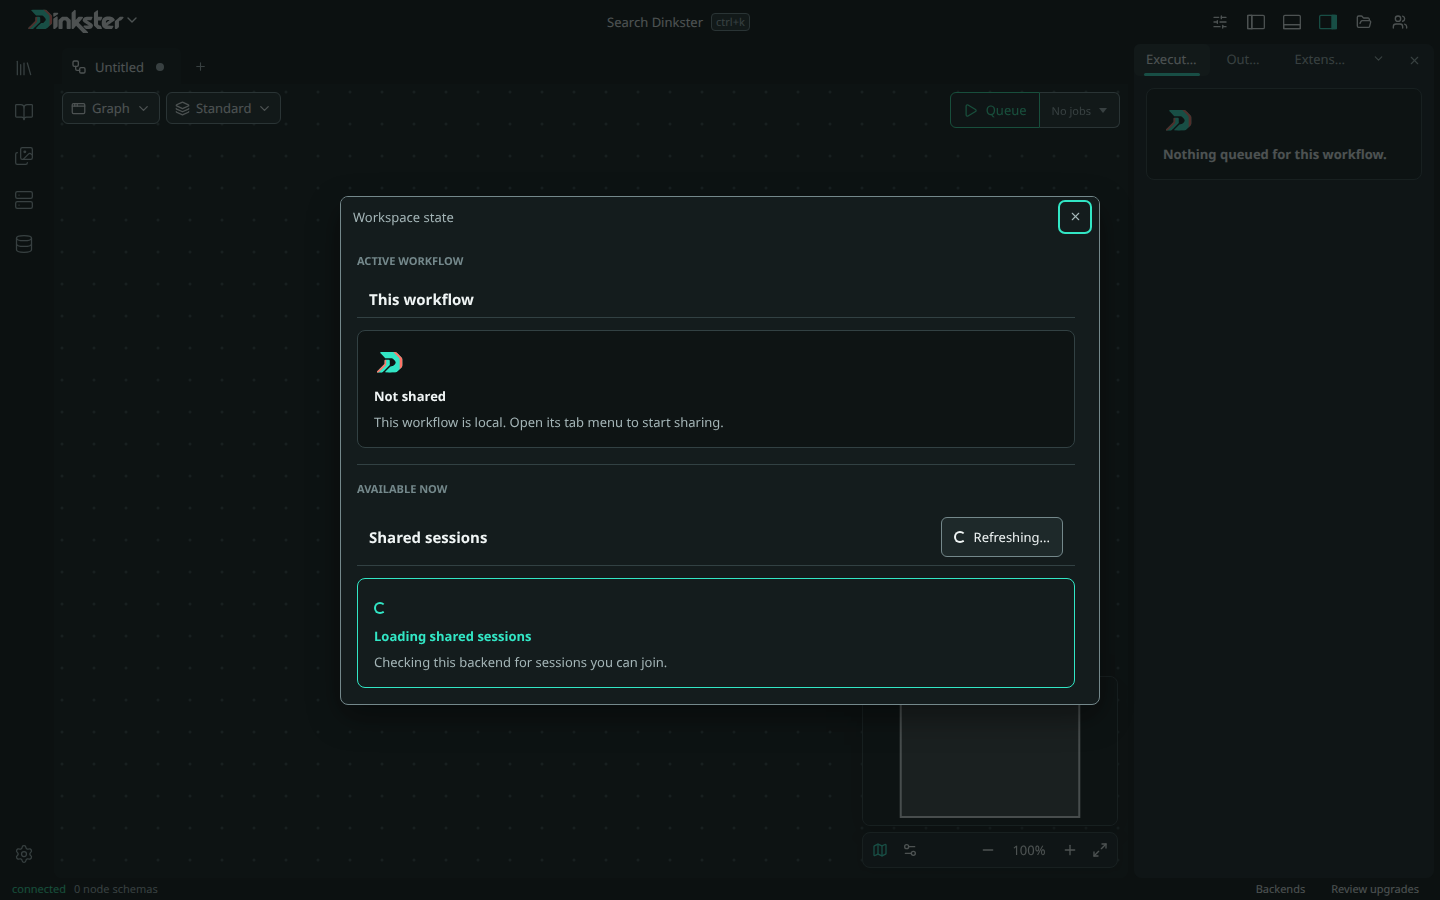 Dinkster
Search Dinkster ctrl+k
Untitled
Execut...
Out...
Extens...
Graph
Standard
Queue
No jobs
Nothing queued for this workflow.
Workspace state
ACTIVE WORKFLOW
This workflow
Not shared
This workflow is local. Open its tab menu to start sharing.
AVAILABLE NOW
Shared sessions
Refreshing...
Loading shared sessions
Checking this backend for sessions you can join.
100%
connected 0 node schemas
Backends
Review upgrades